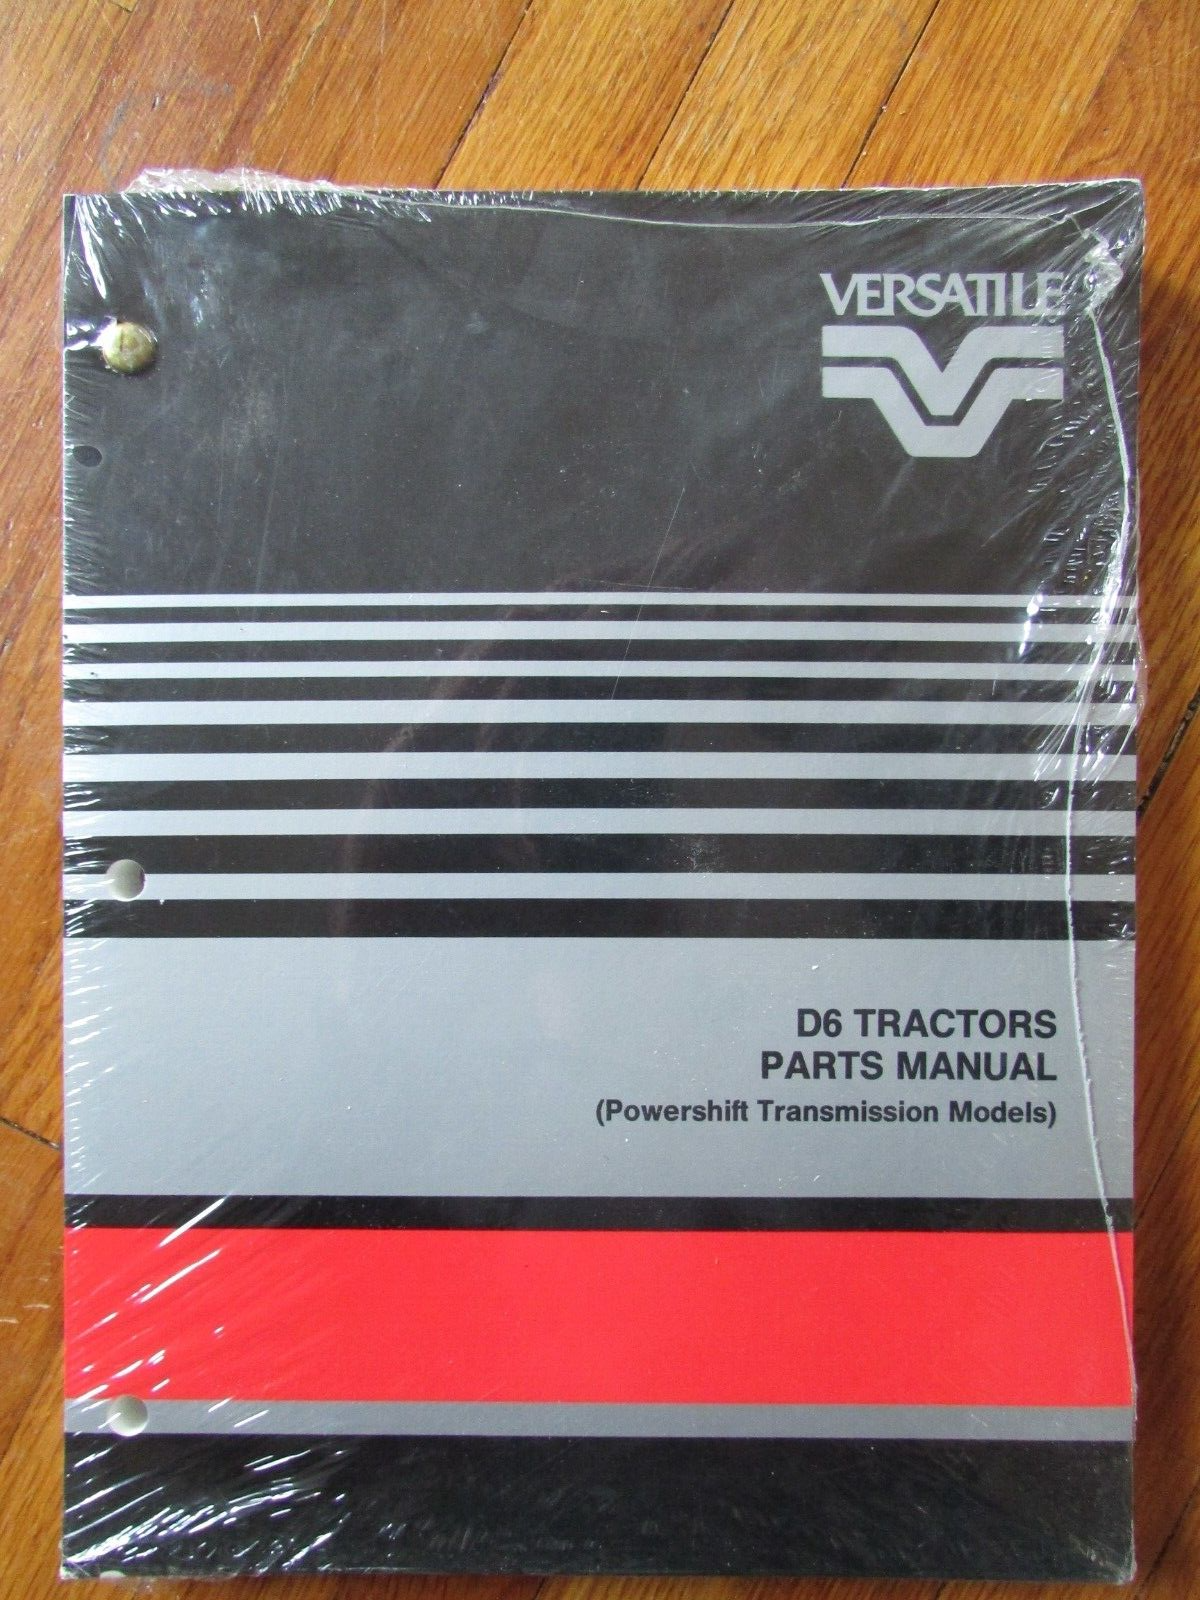 VERSATILE
D6 TRACTORS
PARTS MANUAL
(Powershift Transmission Models)